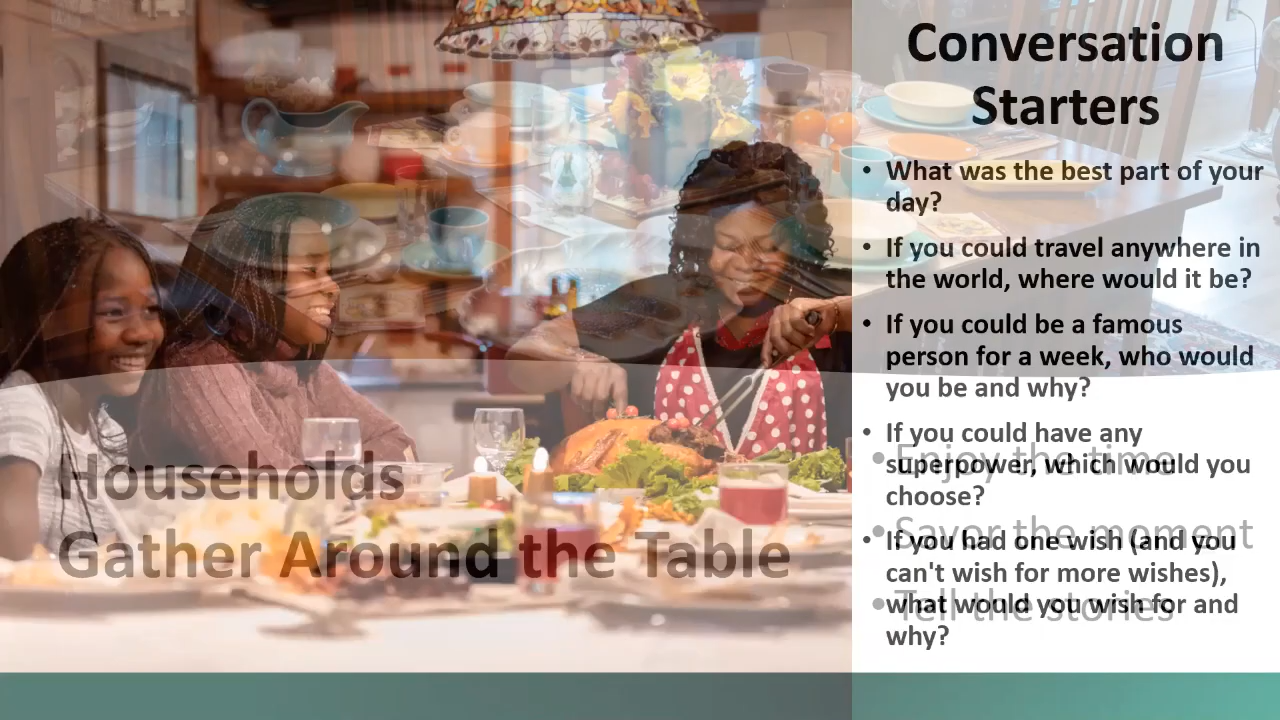 Conversation
Starters
• What was the best part of your
day?
• If you could travel anywhere in
the world, where would it be?
• If you could be a famous
person for a week, who would
you be and why?
• If you could have any
superpower, which would you
choose?
• If you had one wish (and you
can't wish for more wishes),
what would you wish for and
why?
• Enjoy the time
• Savor the moment
• Tell the stories
Households
Gather Around the Table